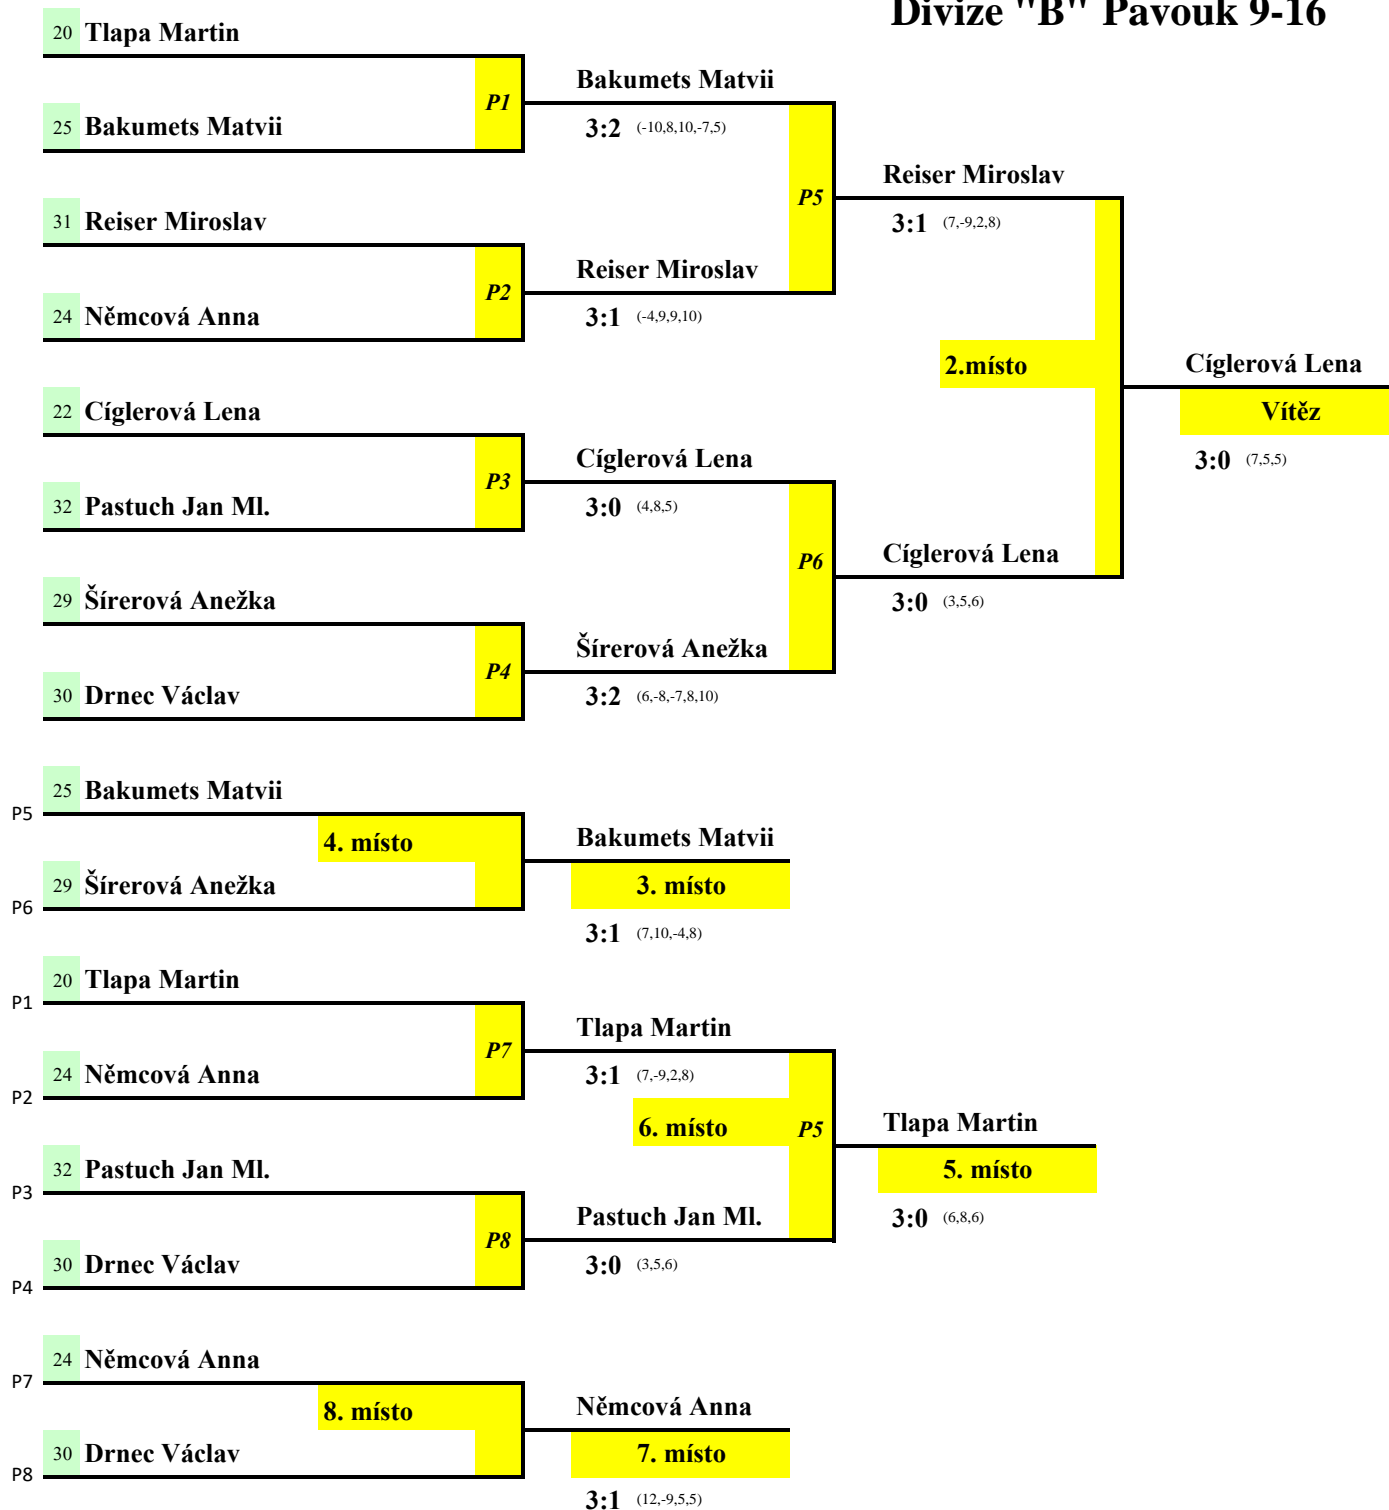 Divize "B" Pavouk 9-16
20 Tlapa Martin
Bakumets Matvii
P1
25 Bakumets Matvii
3:2 (-10,8,10,-7,5)
Reiser Miroslav
P5
31 Reiser Miroslav
3:1 (7,-9,2,8)
Reiser Miroslav
P2
24 Němcová Anna
3:1 (-4,9,9,10)
2.místo
Cíglerová Lena
22 Cíglerová Lena
Vítěz
Cíglerová Lena
3:0 (7,5,5)
P3
32 Pastuch Jan Ml.
3:0 (4,8,5)
Cíglerová Lena
P6
29 Šírerová Anežka
3:0 (3,5,6)
Šírerová Anežka
P4
30 Drnec Václav
3:2 (6,-8,-7,8,10)
25 Bakumets Matvii
P5
4. místo
Bakumets Matvii
29 Šírerová Anežka
3. místo
P6
3:1 (7,10,-4,8)
20 Tlapa Martin
P1
Tlapa Martin
P7
24 Němcová Anna
3:1 (7,-9,2,8)
P2
6. místo
P5
Tlapa Martin
32 Pastuch Jan Ml.
5. místo
P3
Pastuch Jan Ml.
3:0 (6,8,6)
P8
30 Drnec Václav
3:0 (3,5,6)
P4
24 Němcová Anna
P7
8. místo
Němcová Anna
30 Drnec Václav
7. místo
P8
3:1 (12,-9,5,5)